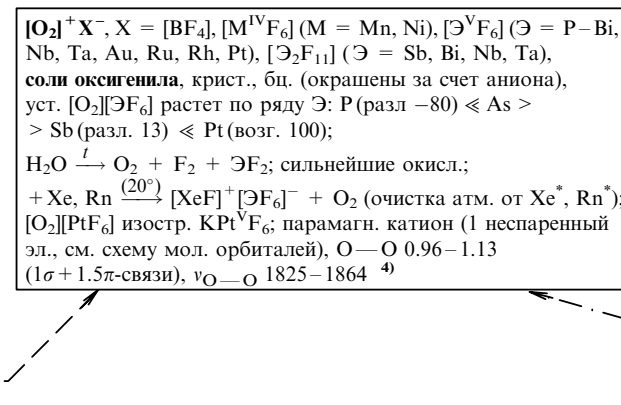 [O₂]⁺X⁻, X = [BF₄], [MᴵⱽF₆] (M = Mn, Ni), [ЭⱽF₆] (Э = P–Bi,
Nb, Ta, Au, Ru, Rh, Pt), [Э₂F₁₁] (Э = Sb, Bi, Nb, Ta),
соли оксигенила, крист., бц. (окрашены за счет аниона),
уст. [O₂][ЭF₆] растет по ряду Э: P (разл −80) ≪ As >
> Sb (разл. 13) ≪ Pt (возг. 100);
H₂O —t→ O₂ + F₂ + ЭF₂; сильнейшие окисл.;
+ Xe, Rn —(20°)→ [XeF]⁺[ЭF₆]⁻ + O₂ (очистка атм. от Xe*, Rn*);
[O₂][PtF₆] изостр. KPtⱽF₆; парамагн. катион (1 неспаренный
эл., см. схему мол. орбиталей), O—O 0.96–1.13
(1σ + 1.5π-связи), ν_O—O 1825–1864 ⁴⁾